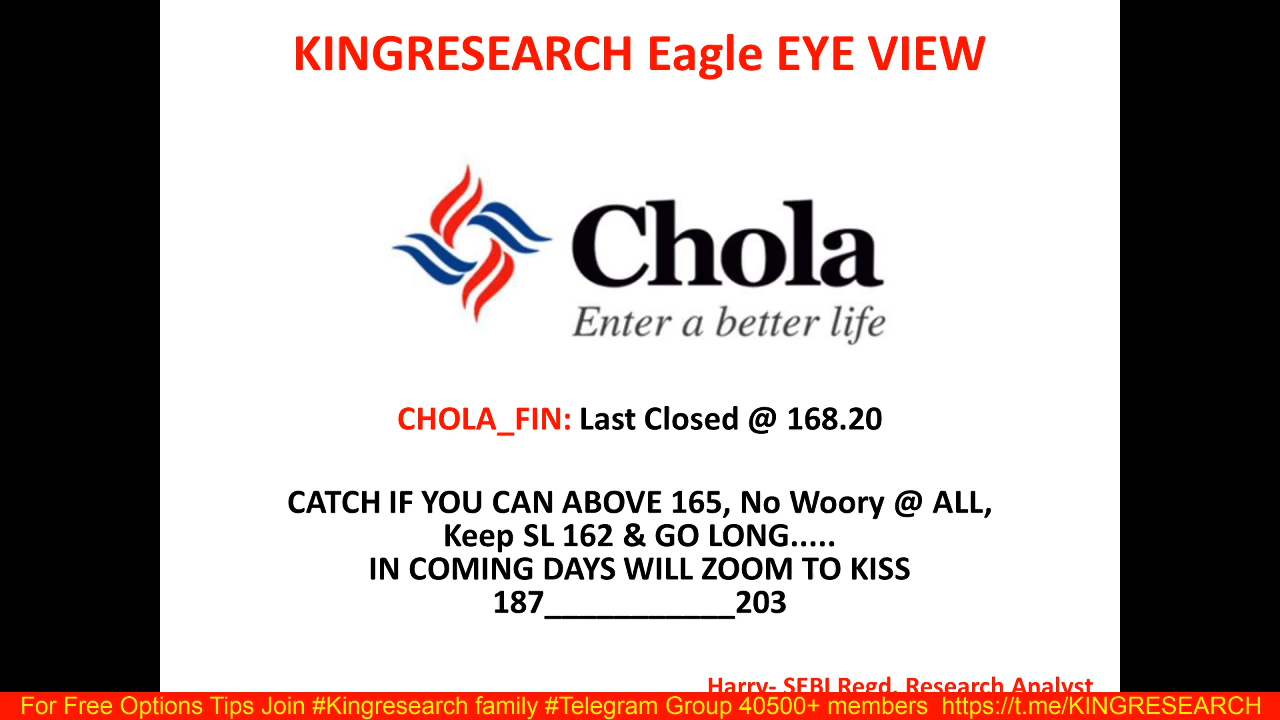 KINGRESEARCH Eagle EYE VIEW
Chola
Enter a better life
CHOLA_FIN: Last Closed @ 168.20
CATCH IF YOU CAN ABOVE 165, No Woory @ ALL,
Keep SL 162 & GO LONG.....
IN COMING DAYS WILL ZOOM TO KISS
187___________203
Harry- SEBI Regd. Research Analyst
For Free Options Tips Join #Kingresearch family #Telegram Group 40500+ members https://t.me/KINGRESEARCH